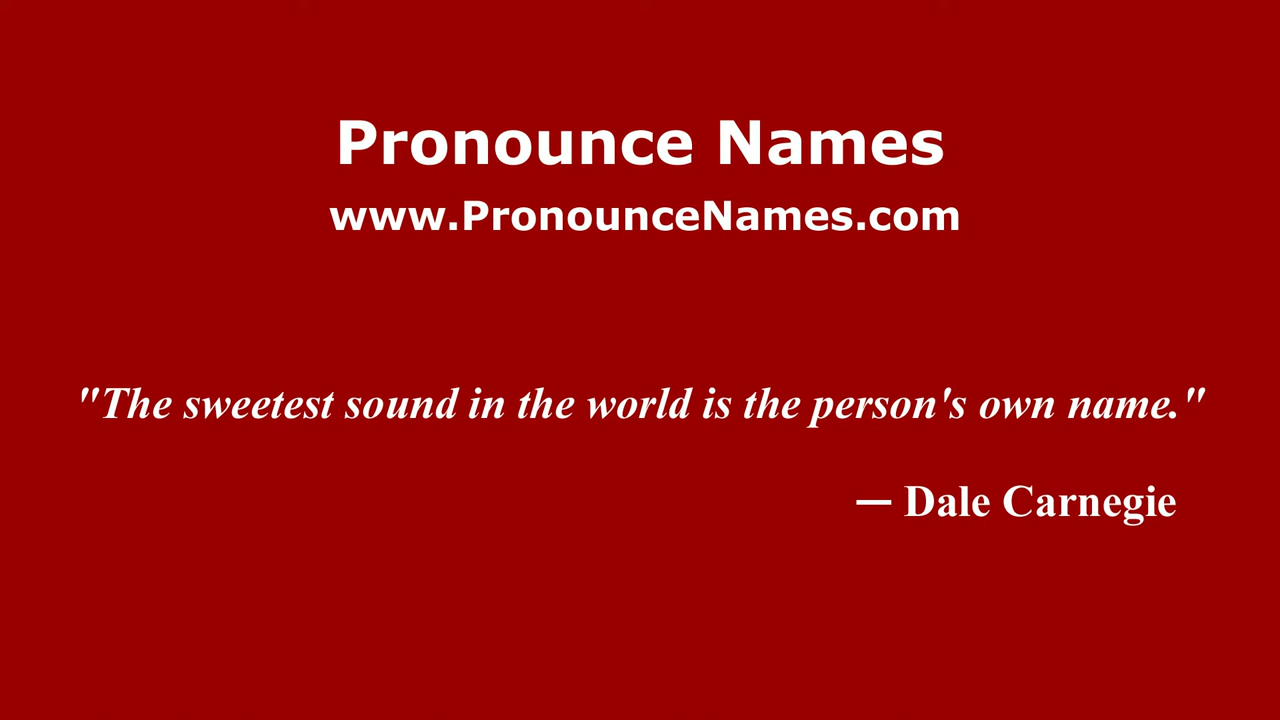 Pronounce Names
www.PronounceNames.com
"The sweetest sound in the world is the person's own name."
— Dale Carnegie